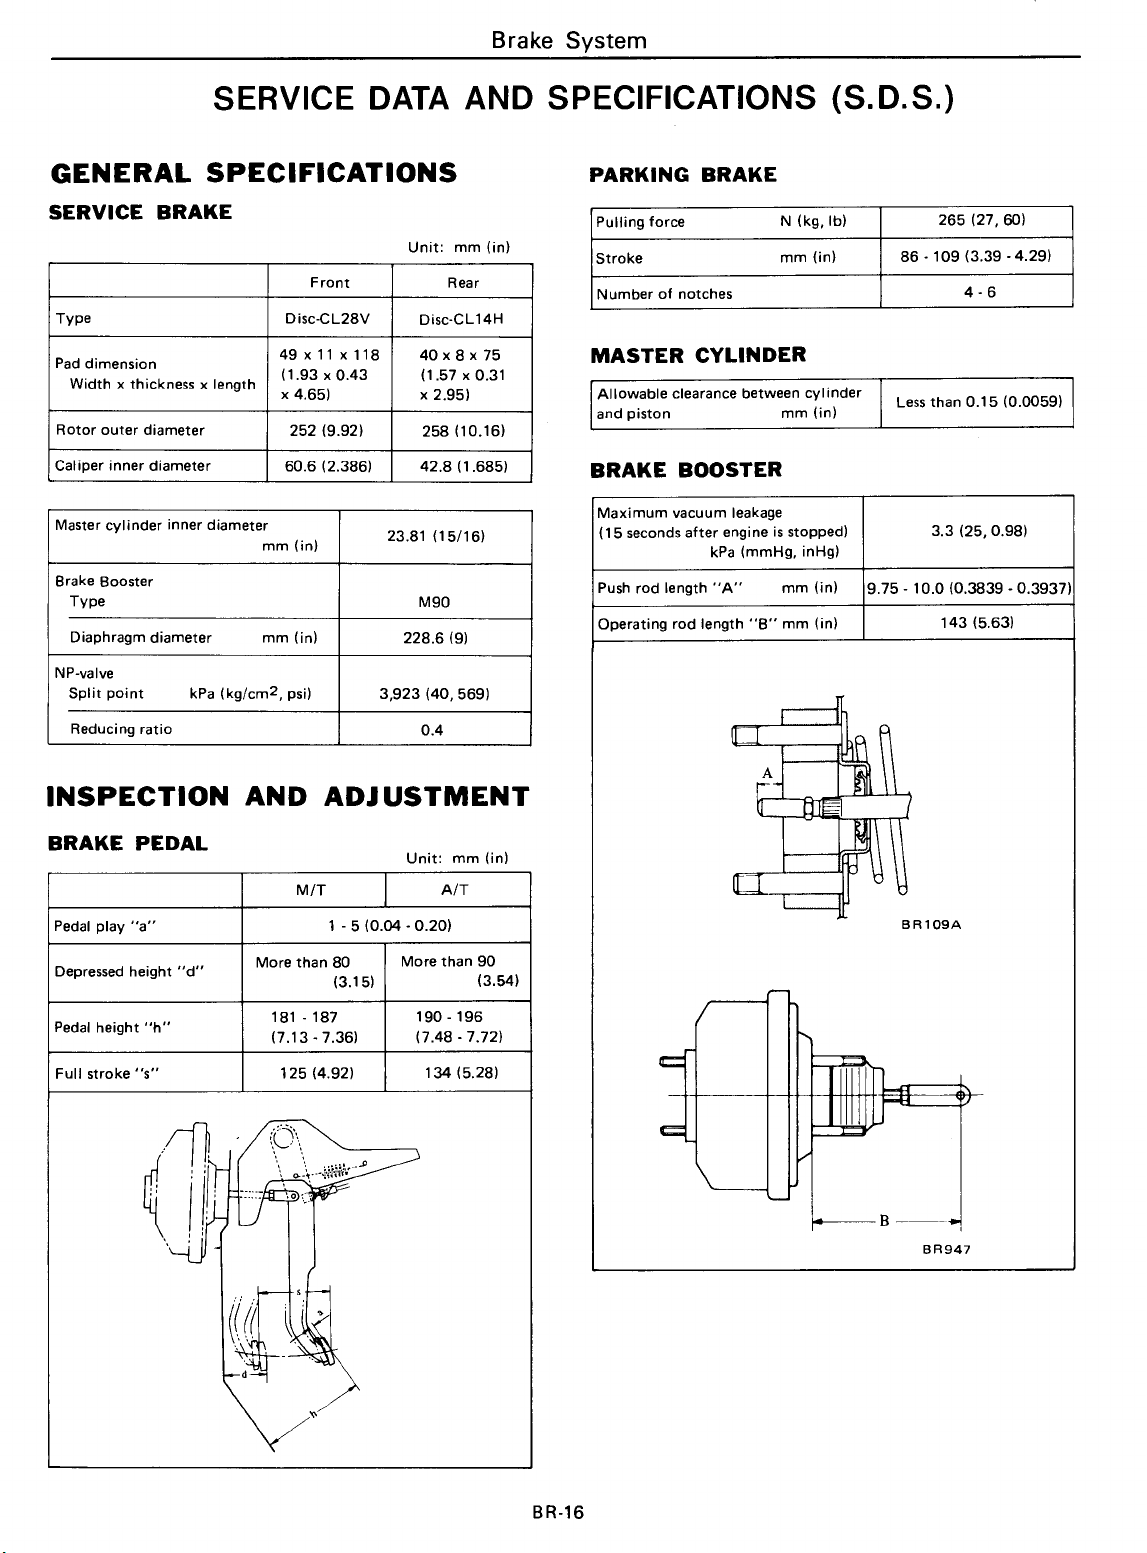 Brake System
SERVICE DATA AND SPECIFICATIONS (S.D.S.)
GENERAL SPECIFICATIONS
SERVICE BRAKE
Unit: mm (in)
Front Rear
Type Disc-CL28V Disc-CL14H
Pad dimension
Width x thickness x length
49 x 11 x 118
(1.93 x 0.43
x 4.65)
40 x 8 x 75
(1.57 x 0.31
x 2.95)
Rotor outer diameter 252 (9.92) 258 (10.16)
Caliper inner diameter 60.6 (2.386) 42.8 (1.685)
Master cylinder inner diameter
mm (in)
23.81 (15/16)
Brake Booster
Type M90
Diaphragm diameter mm (in) 228.6 (9)
NP-valve
Split point kPa (kg/cm2, psi) 3,923 (40, 569)
Reducing ratio 0.4
INSPECTION AND ADJUSTMENT
BRAKE PEDAL
Unit: mm (in)
M/T A/T
Pedal play "a" 1 - 5 (0.04 - 0.20)
Depressed height "d"
More than 80
(3.15)
More than 90
(3.54)
Pedal height "h"
181 - 187
(7.13 - 7.36)
190 - 196
(7.48 - 7.72)
Full stroke "s" 125 (4.92) 134 (5.28)
s
a
d
h
PARKING BRAKE
Pulling force N (kg, lb) 265 (27, 60)
Stroke mm (in) 86 - 109 (3.39 - 4.29)
Number of notches 4 - 6
MASTER CYLINDER
Allowable clearance between cylinder
and piston mm (in)
Less than 0.15 (0.0059)
BRAKE BOOSTER
Maximum vacuum leakage
(15 seconds after engine is stopped)
kPa (mmHg, inHg)
3.3 (25, 0.98)
Push rod length "A" mm (in) 9.75 - 10.0 (0.3839 - 0.3937)
Operating rod length "B" mm (in) 143 (5.63)
A
BR109A
B
BR947
BR-16